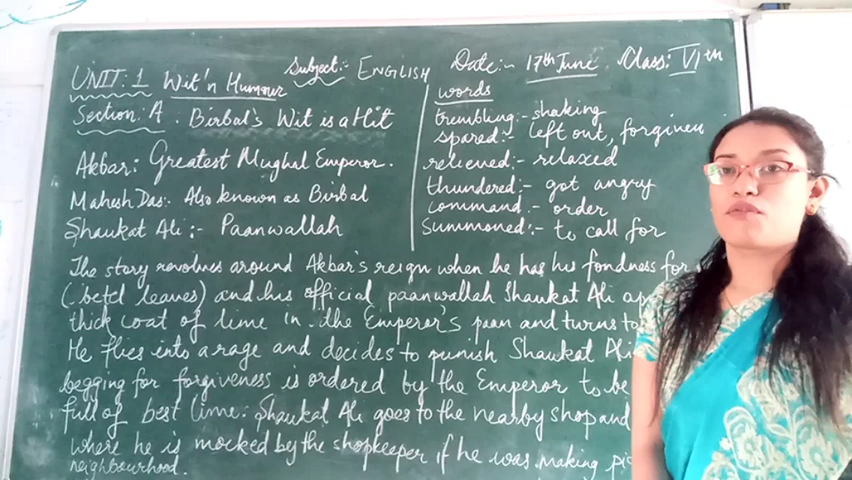 UNIT: 1 Wit'n Humour
Subject:- ENGLISH
Date:- 17th June. Class: VIth
Section: A. Birbal's Wit is a Hit
Akbar: Greatest Mughal Emperor.
Mahesh Das: Also known as Birbal
Shaukat Ali:- Paanwallah
words
trembling:- shaking
spared:- left out, forgiven
relieved:- relaxed
thundered:- got angry
command:- order
Summoned:- to call for
The story revolves around Akbar's reign when he has his fondness for
(betel leaves) and his official paanwallah Shaukat Ali ap
thick coat of lime in the Emperor's paan and turns to
He flies into a rage and decides to punish Shaukat Ali
begging for forgiveness is ordered by the Emperor to be
full of best lime. Shaukat Ali goes to the nearby shop and
where he is mocked by the shopkeeper if he was making pi
neighbourhood.